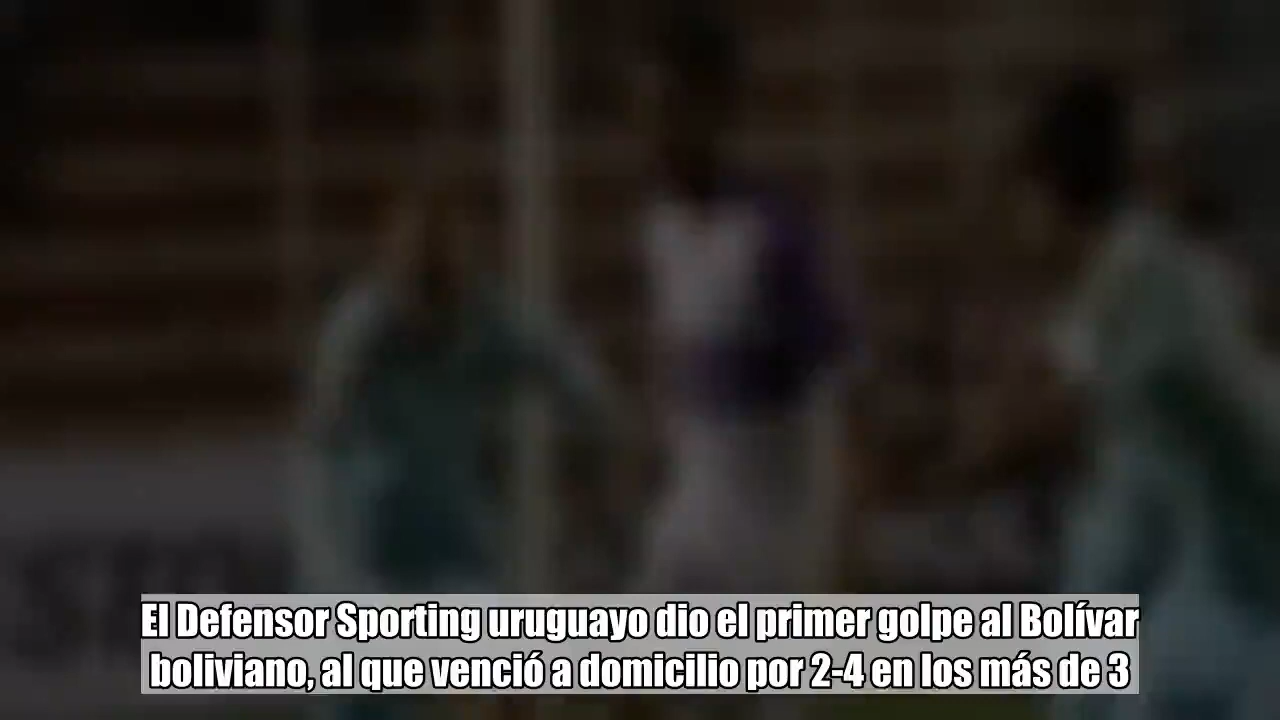 El Defensor Sporting uruguayo dio el primer golpe al Bolívar
boliviano, al que venció a domicilio por 2-4 en los más de 3